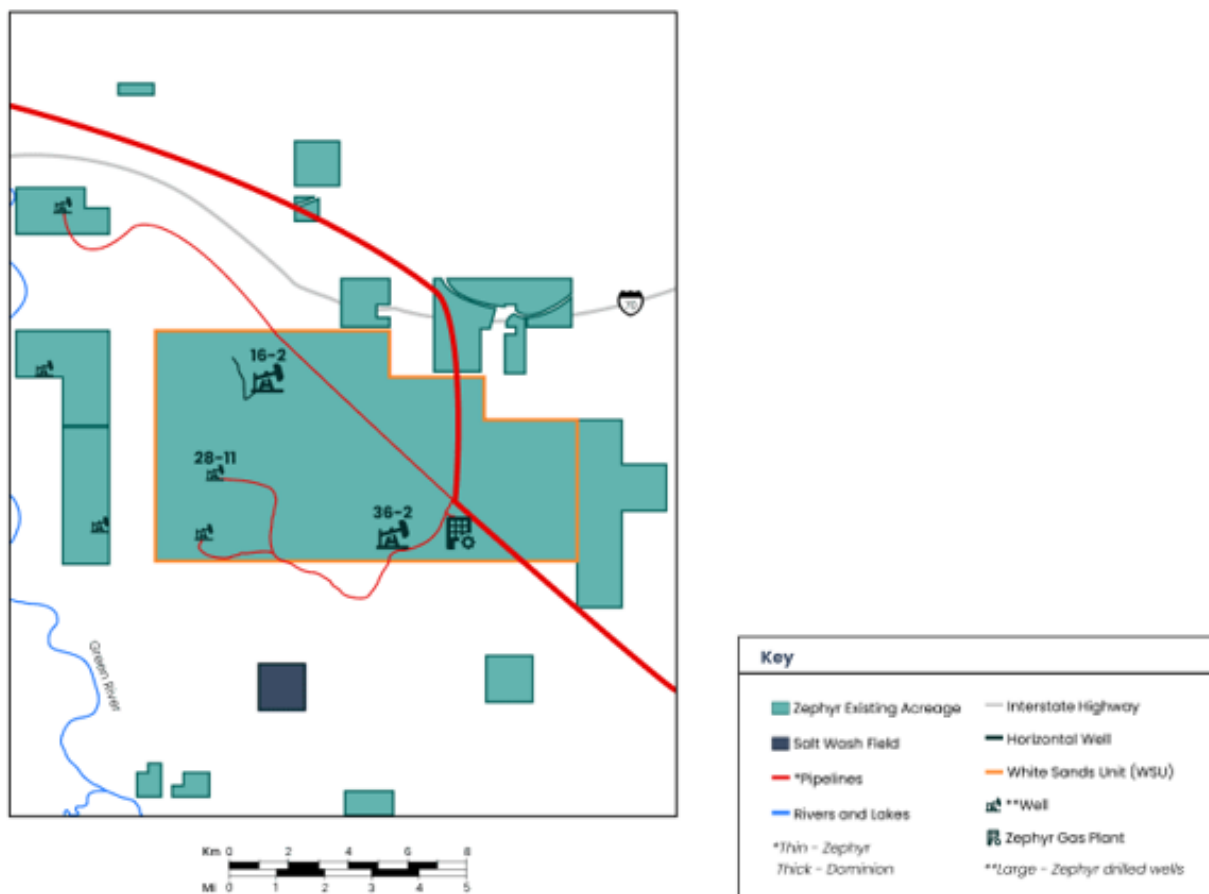 70
16-2
28-11
36-2
Green River
Km 0 2 4 6 8
Mi 0 1 2 3 4 5
Key
Zephyr Existing Acreage
Salt Wash Field
*Pipelines
Rivers and Lakes
*Thin - Zephyr
Thick - Dominion
Interstate Highway
Horizontal Well
White Sands Unit (WSU)
**Well
Zephyr Gas Plant
**Large - Zephyr drilled wells